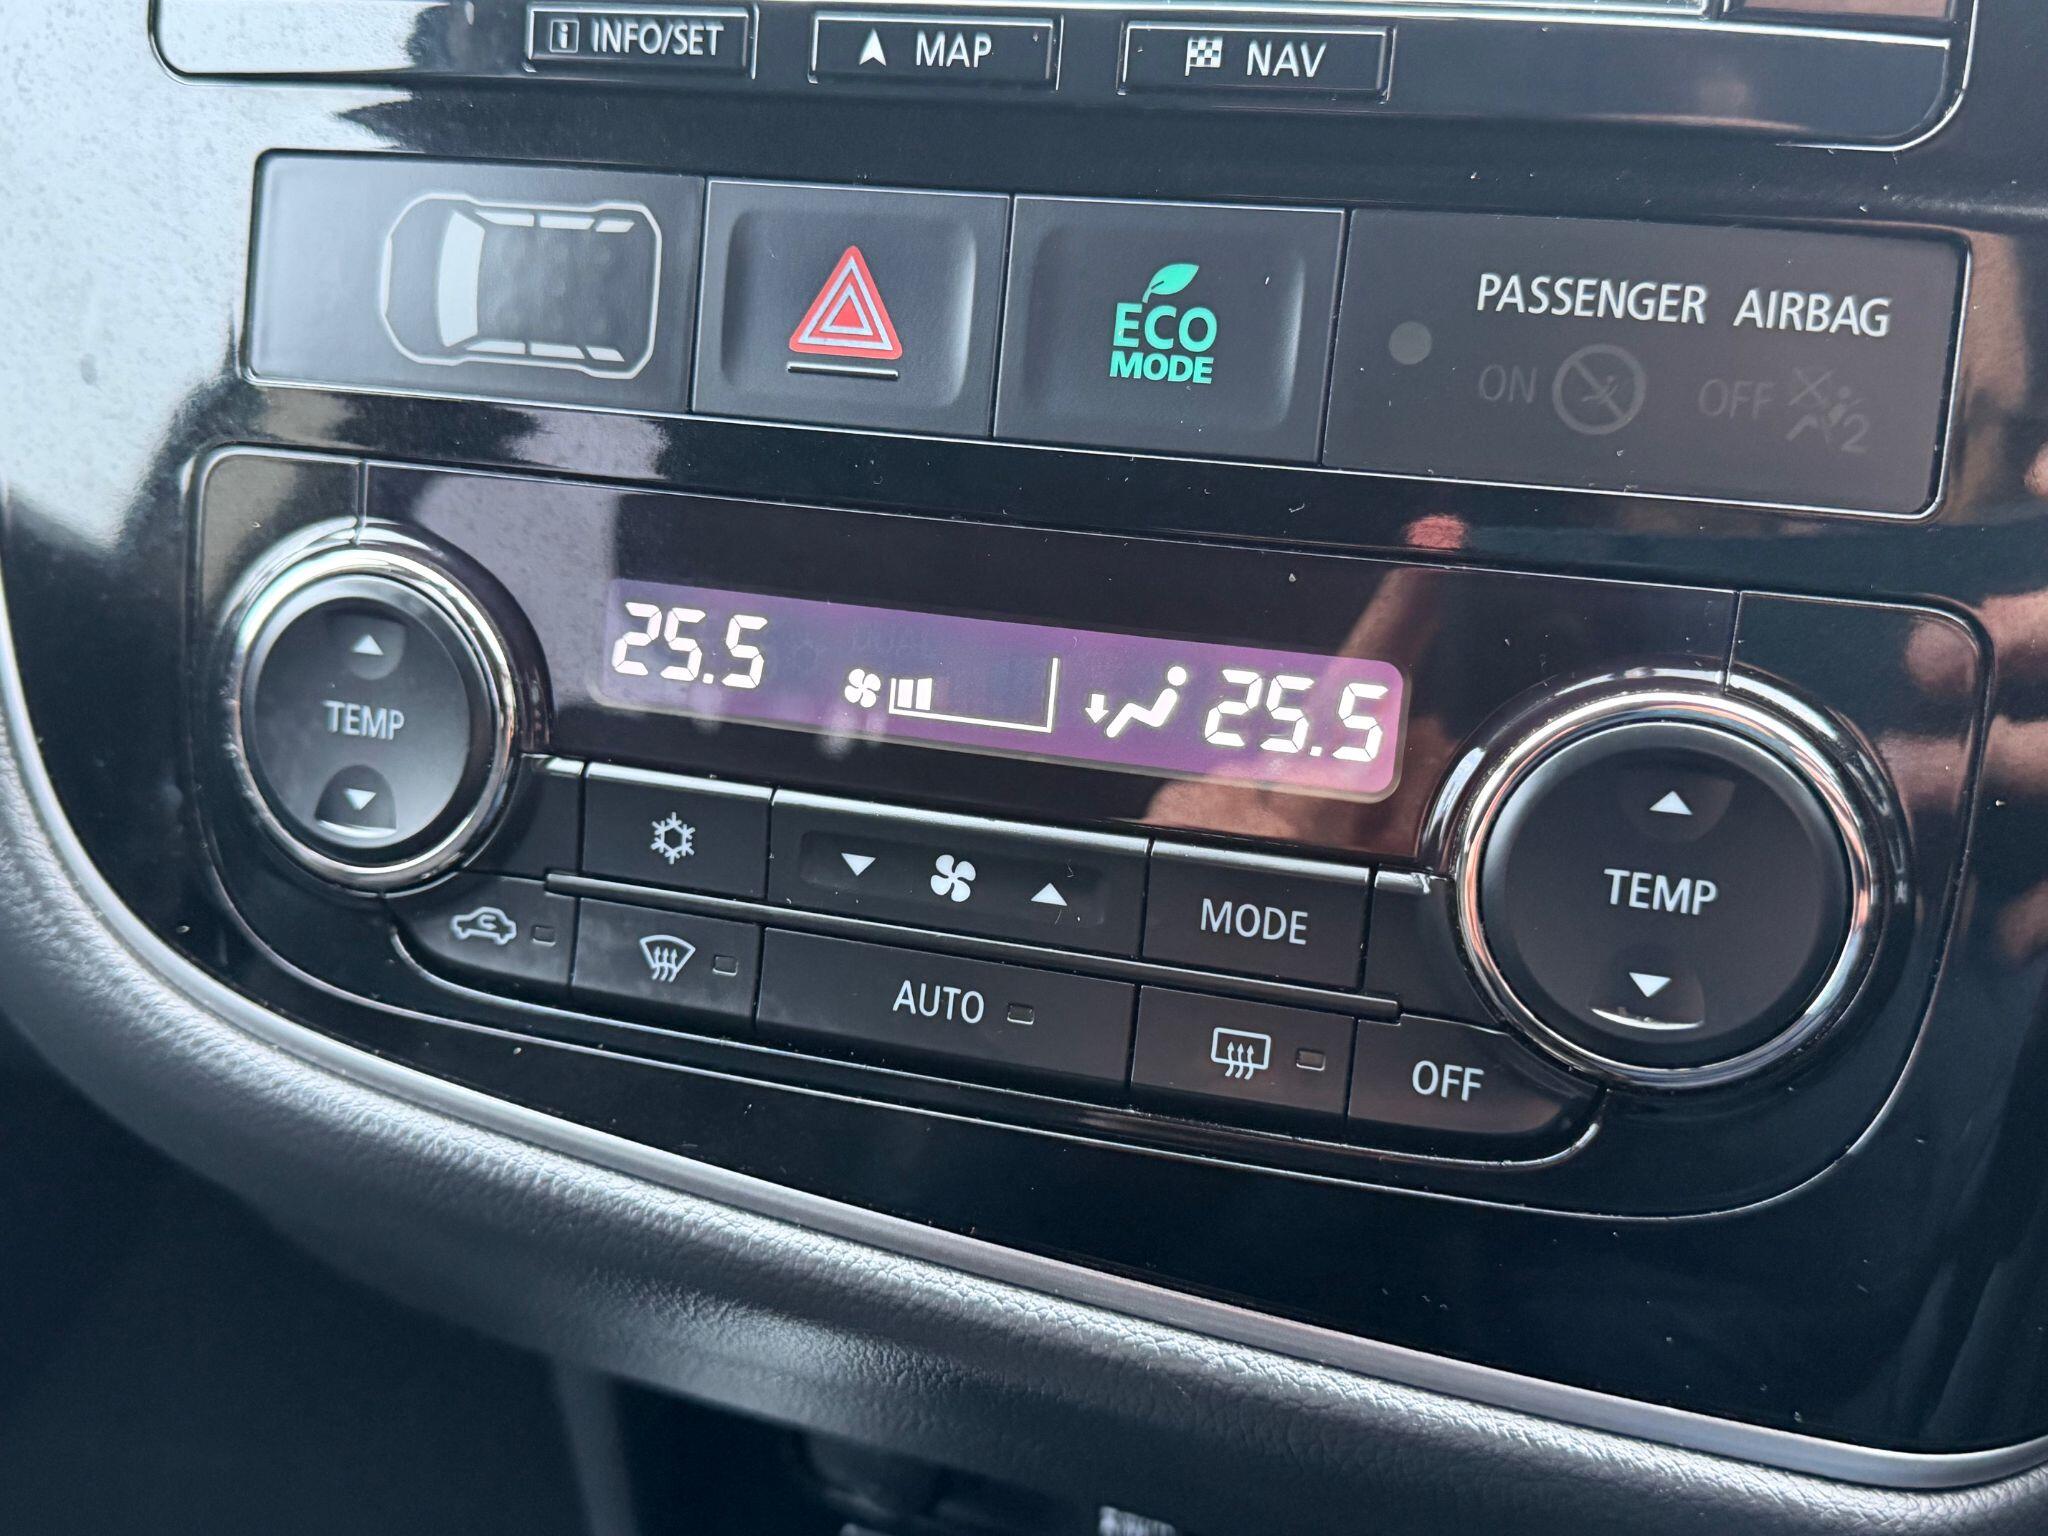 INFO/SET MAP NAV
PASSENGER AIRBAG
ECO
MODE
ON OFF 2
25.5 25.5
TEMP
TEMP
MODE
AUTO
OFF